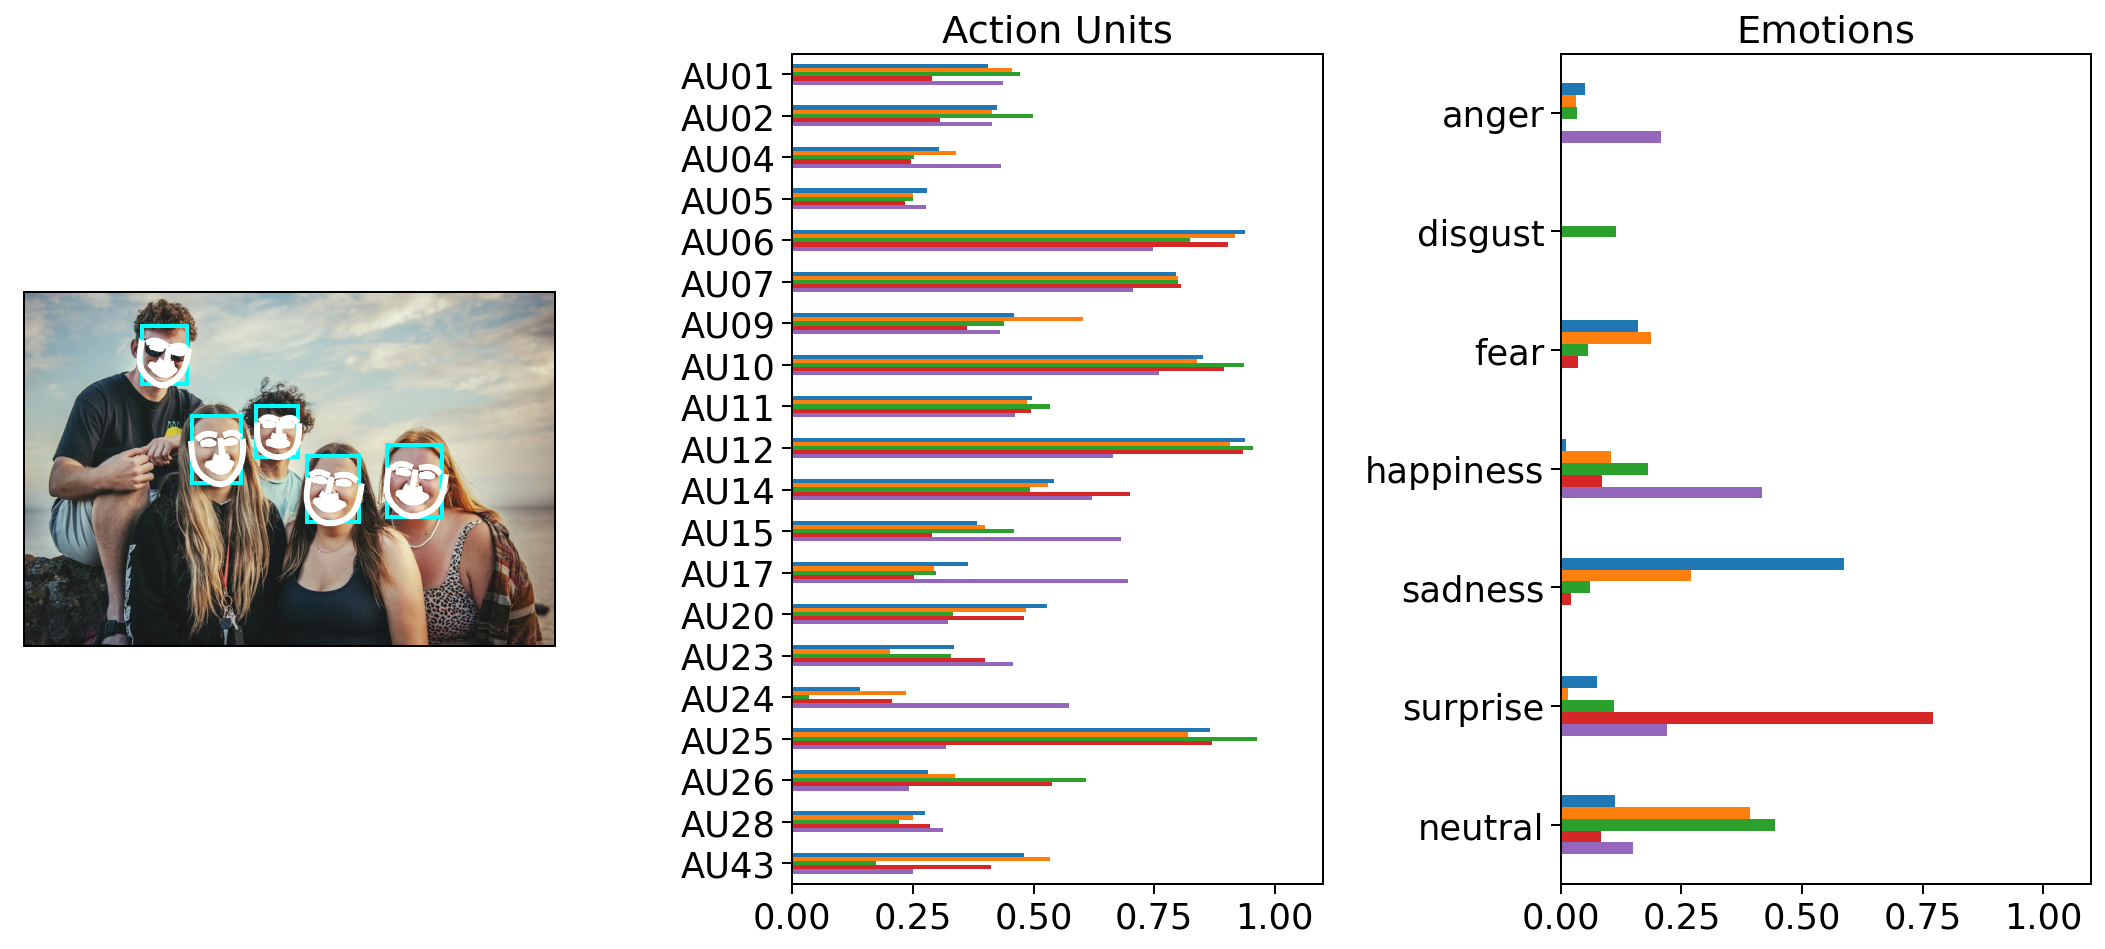 Action Units
AU01
AU02
AU04
AU05
AU06
AU07
AU09
AU10
AU11
AU12
AU14
AU15
AU17
AU20
AU23
AU24
AU25
AU26
AU28
AU43
0.00 0.25 0.50 0.75 1.00
Emotions
anger
disgust
fear
happiness
sadness
surprise
neutral
0.00 0.25 0.50 0.75 1.00